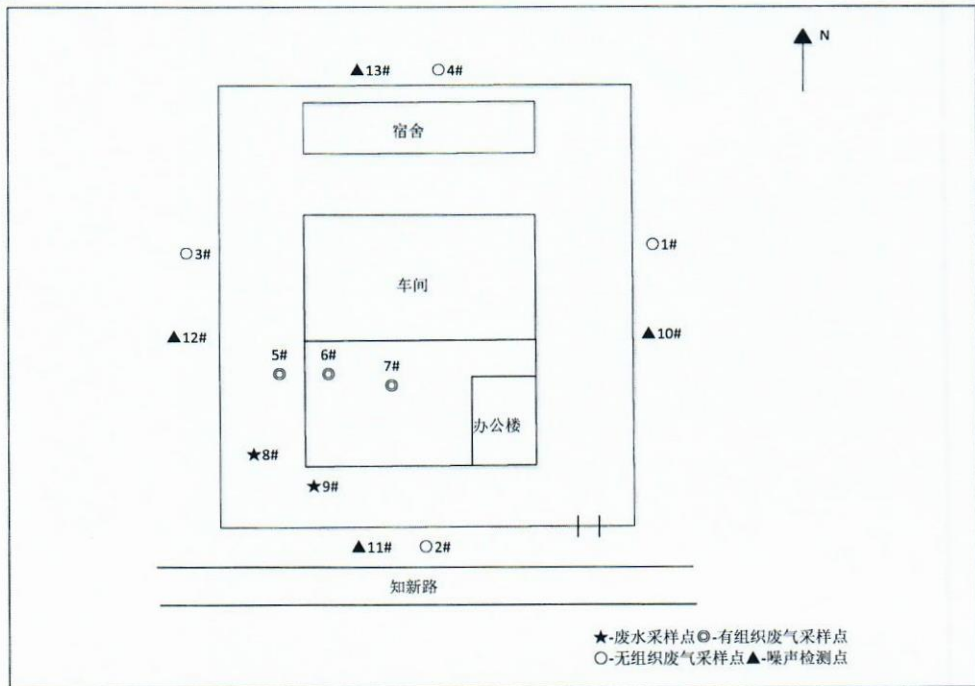 N
▲13# ○4#
宿舍
○3#
○1#
车间
▲12#
▲10#
5# 6#
7#
办公楼
★8#
★9#
▲11# ○2#
知新路
★-废水采样点◎-有组织废气采样点
○-无组织废气采样点▲-噪声检测点